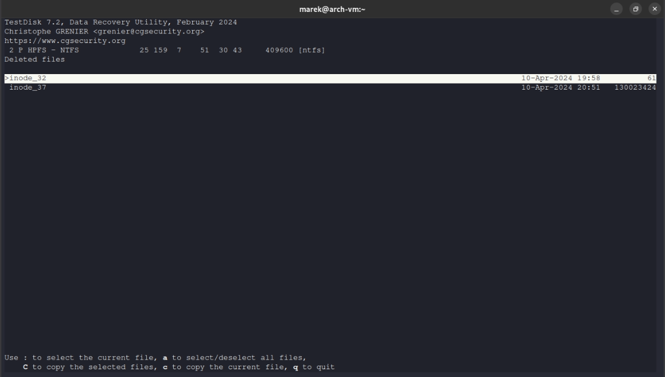 marek@arch-vm:~
TestDisk 7.2, Data Recovery Utility, February 2024
Christophe GRENIER <grenier@cgsecurity.org>
https://www.cgsecurity.org
 2 P HPFS - NTFS             25 159  7    51  30 43     409600 [ntfs]
Deleted files
>inode_32                    10-Apr-2024 19:58         61
 inode_37                    10-Apr-2024 20:51  130023424
Use : to select the current file, a to select/deselect all files,
    C to copy the selected files, c to copy the current file, q to quit